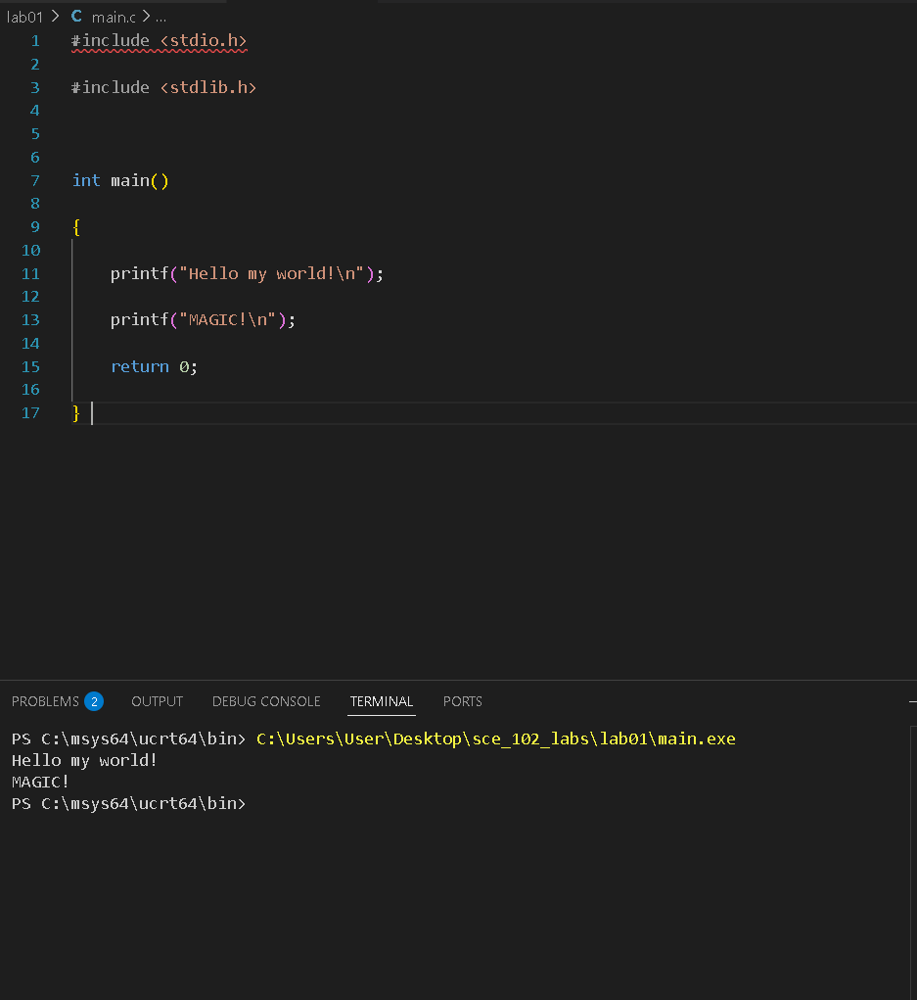 lab01 > C main.c > ...
1 #include <stdio.h>
2
3 #include <stdlib.h>
4
5
6
7 int main()
8
9 {
10
11     printf("Hello my world!\n");
12
13     printf("MAGIC!\n");
14
15     return 0;
16
17 }
PROBLEMS 2 OUTPUT DEBUG CONSOLE TERMINAL PORTS
PS C:\msys64\ucrt64\bin> C:\Users\User\Desktop\sce_102_labs\lab01\main.exe
Hello my world!
MAGIC!
PS C:\msys64\ucrt64\bin>